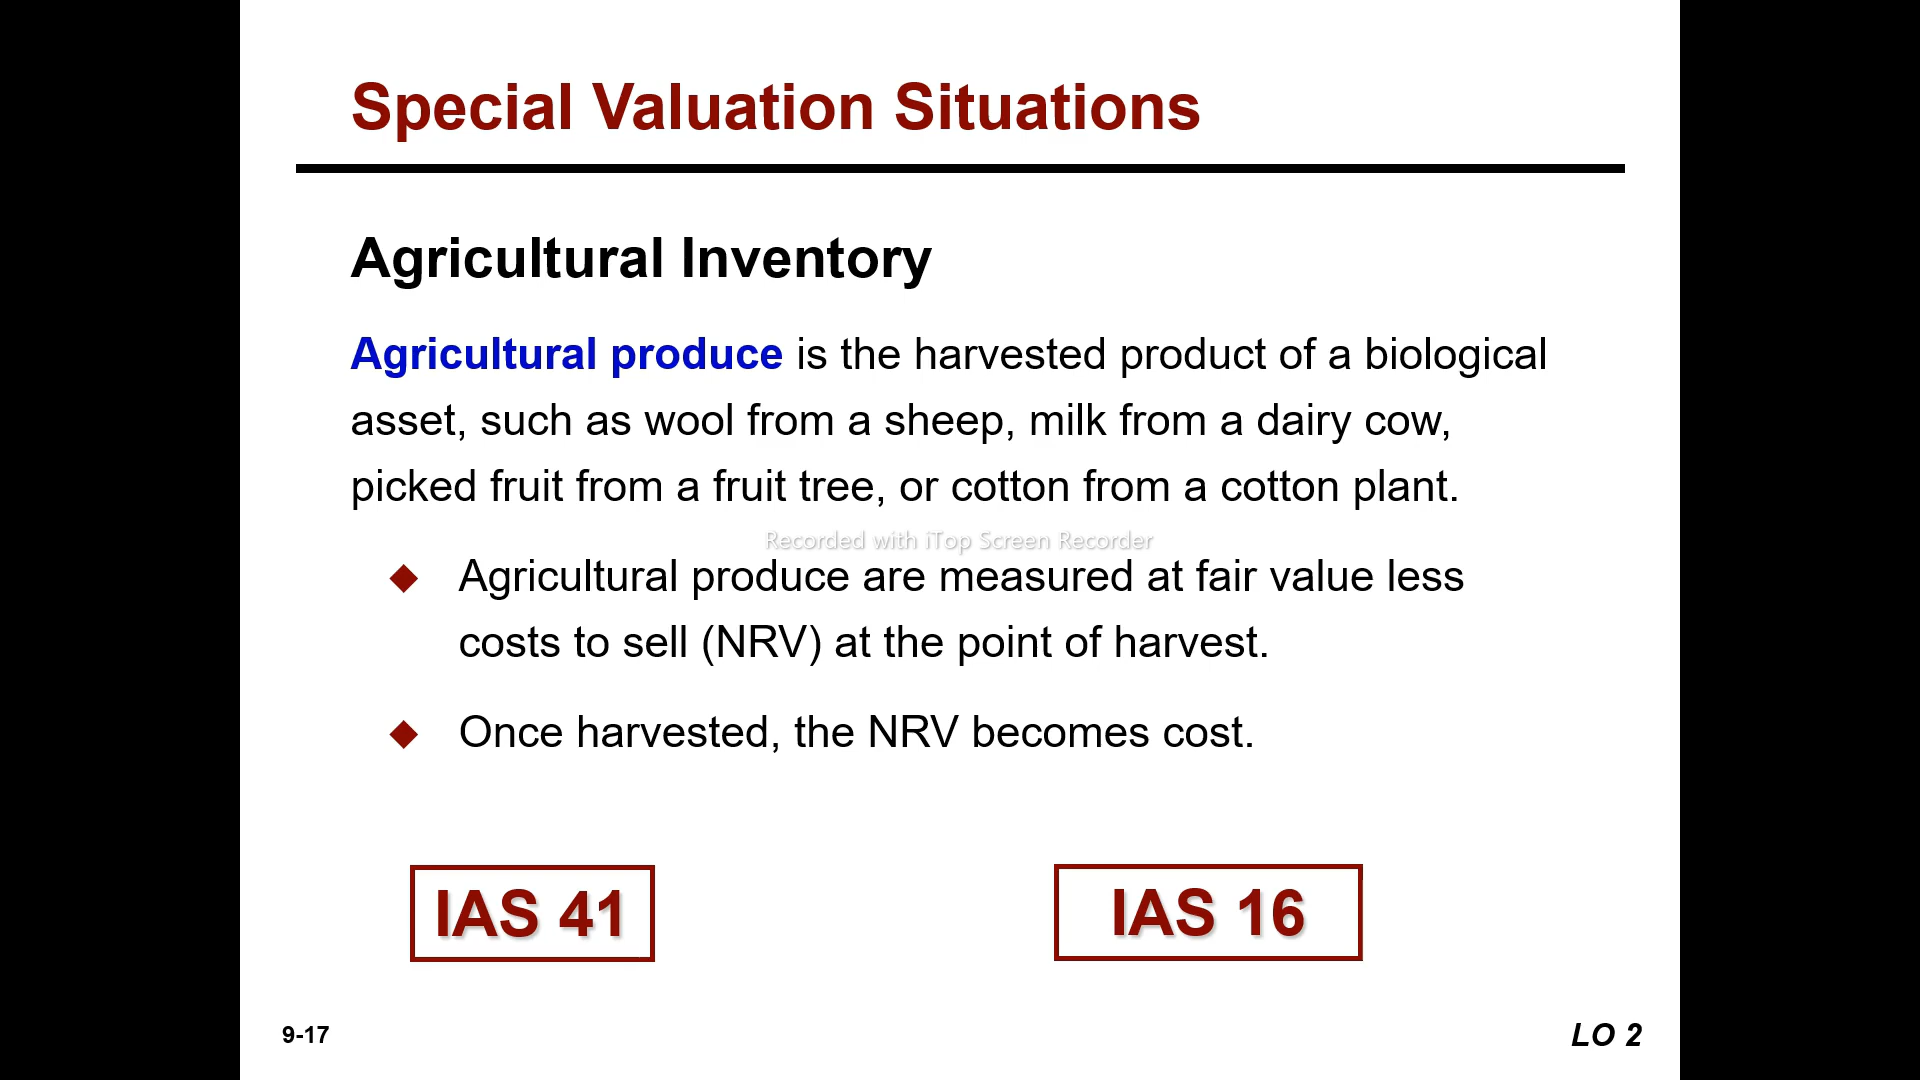 Special Valuation Situations
Agricultural Inventory
Agricultural produce is the harvested product of a biological
asset, such as wool from a sheep, milk from a dairy cow,
picked fruit from a fruit tree, or cotton from a cotton plant.
Recorded with iTop Screen Recorder
Agricultural produce are measured at fair value less
costs to sell (NRV) at the point of harvest.
Once harvested, the NRV becomes cost.
IAS 41
IAS 16
9-17
LO 2